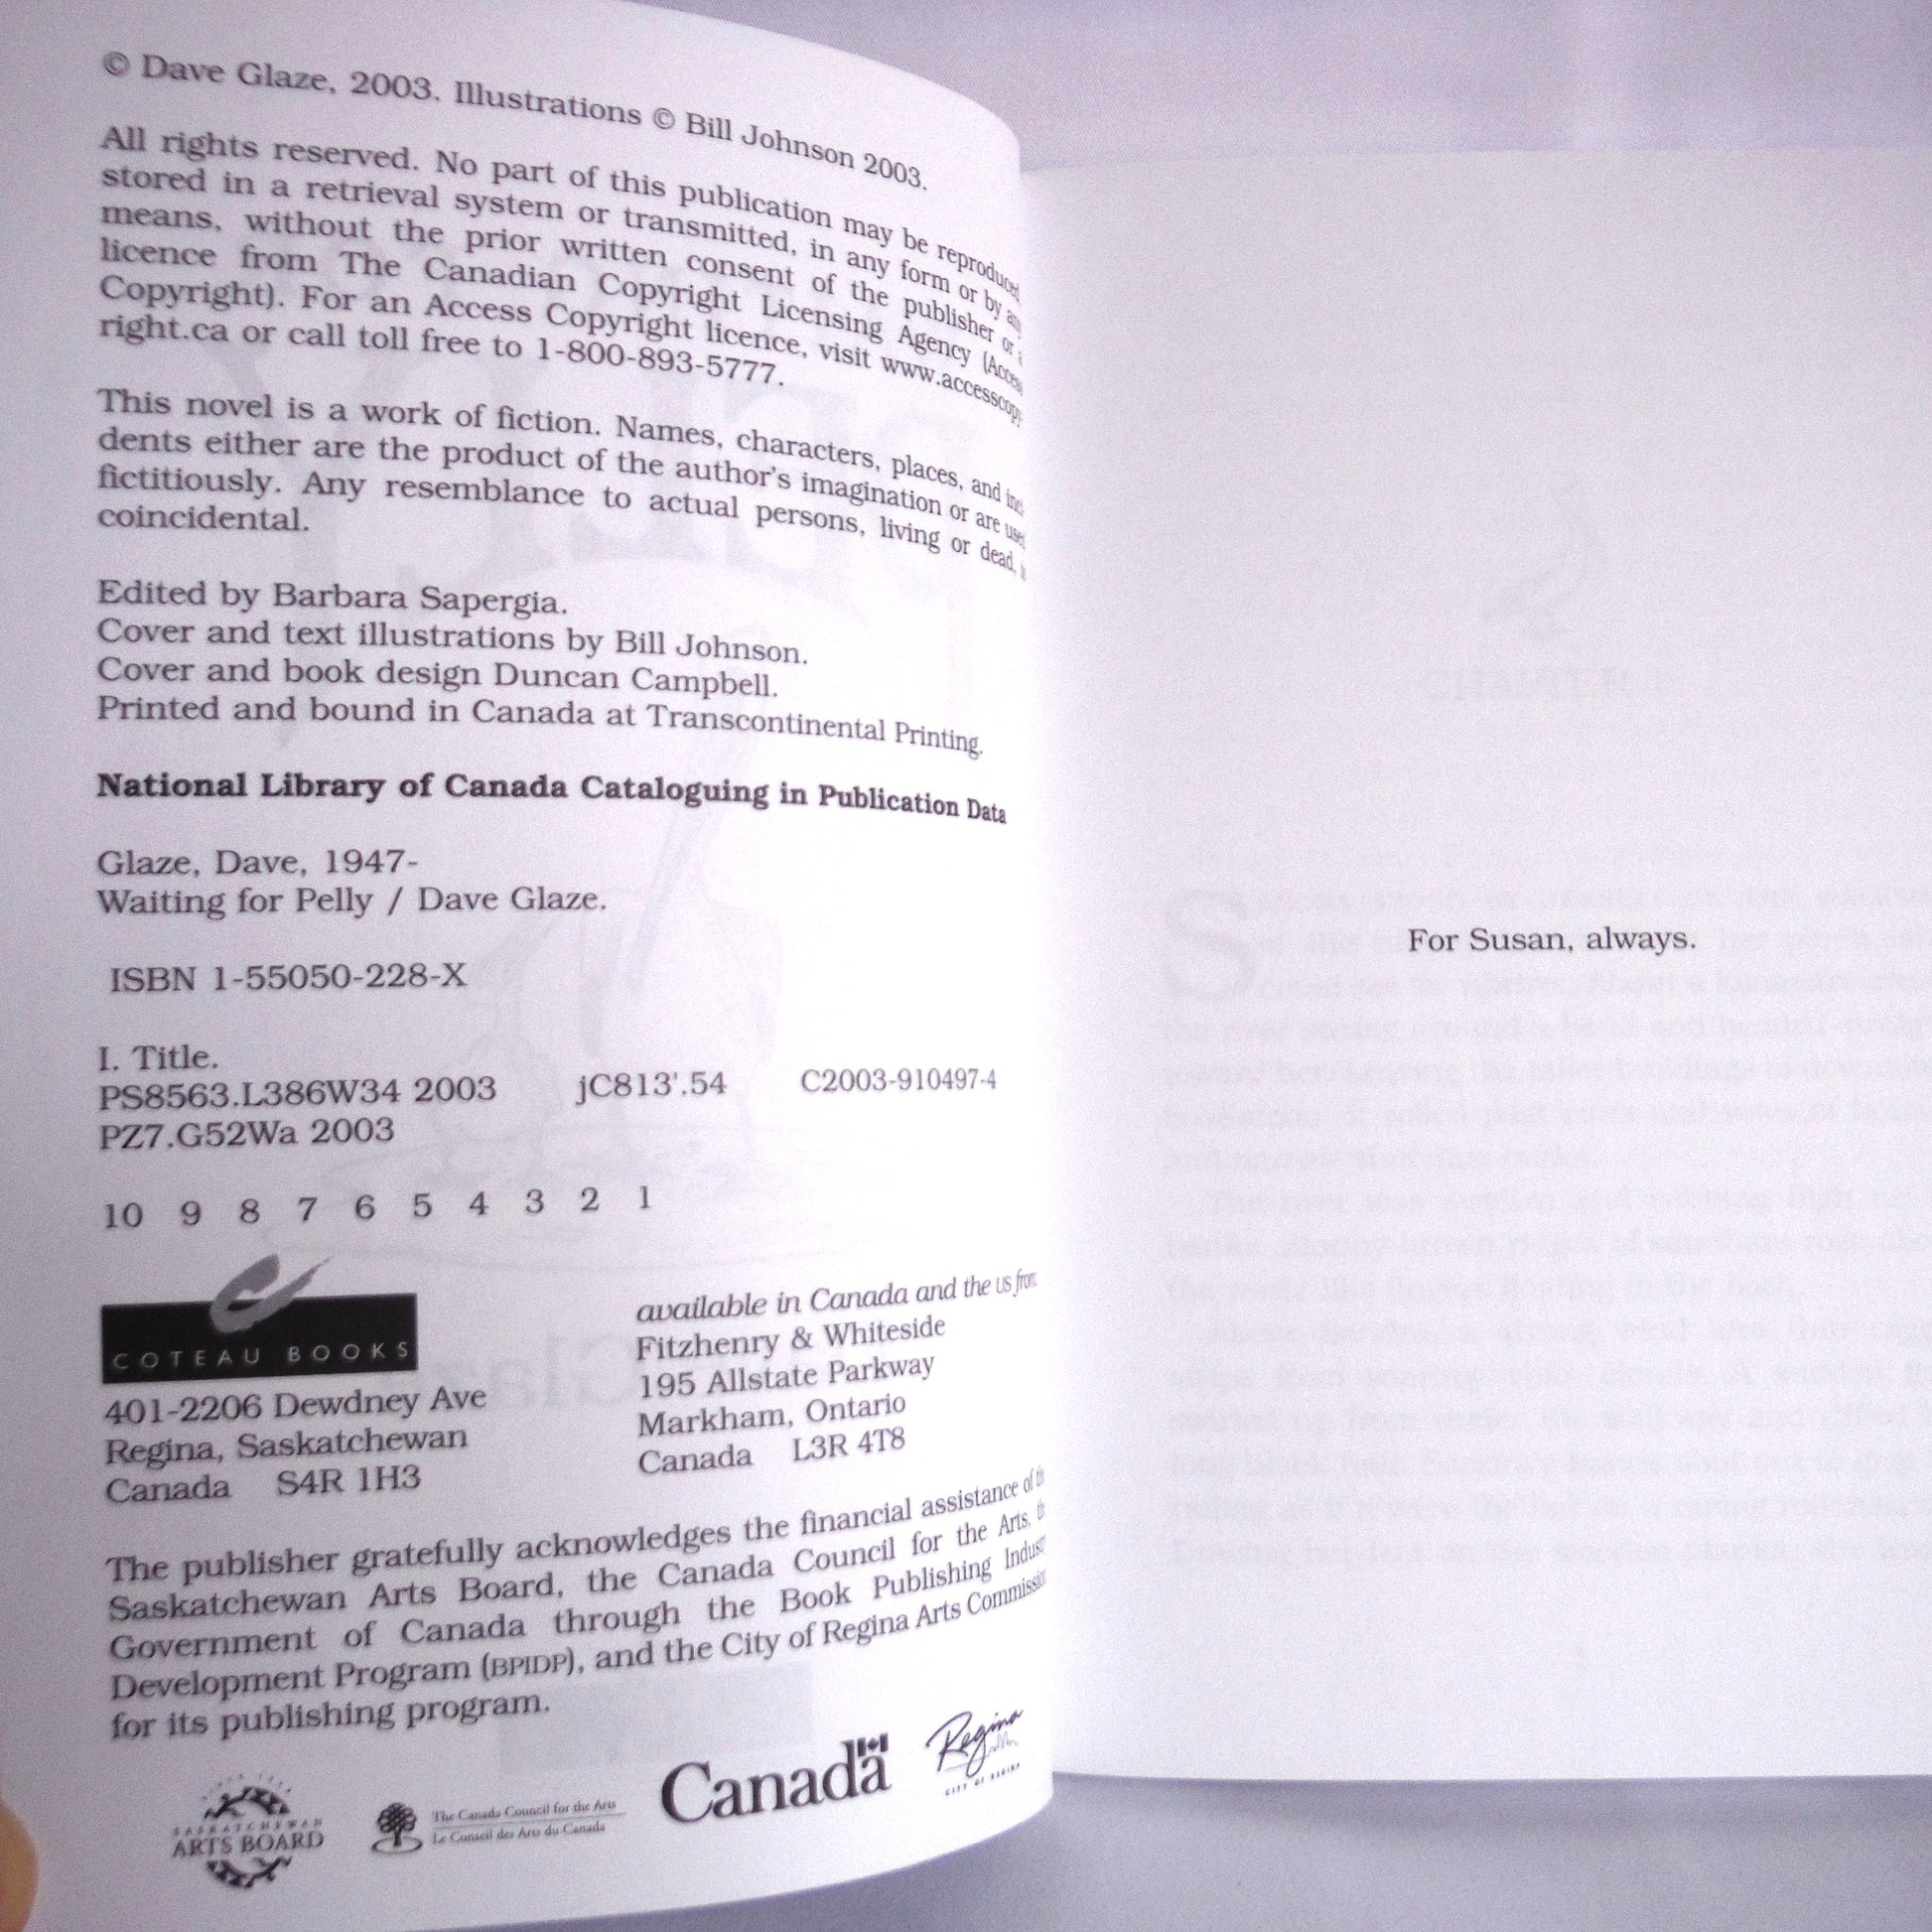 © Dave Glaze, 2003. Illustrations © Bill Johnson 2003.
All rights reserved. No part of this publication may be reproduced,
stored in a retrieval system or transmitted, in any form or by any
means, without the prior written consent of the publisher or a
licence from The Canadian Copyright Licensing Agency (Access
Copyright). For an Access Copyright licence, visit www.accesscopy-
right.ca or call toll free to 1-800-893-5777.
This novel is a work of fiction. Names, characters, places, and inci-
dents either are the product of the author's imagination or are used
fictitiously. Any resemblance to actual persons, living or dead,
coincidental.
Edited by Barbara Sapergia.
Cover and text illustrations by Bill Johnson.
Cover and book design Duncan Campbell.
Printed and bound in Canada at Transcontinental Printing.
National Library of Canada Cataloguing in Publication Data
Glaze, Dave, 1947-
Waiting for Pelly / Dave Glaze.
ISBN 1-55050-228-X
I. Title.
PS8563.L386W34 2003 jC813'.54 C2003-910497-4
PZ7.G52Wa 2003
10 9 8 7 6 5 4 3 2 1
COTEAU BOOKS
401-2206 Dewdney Ave
Regina, Saskatchewan
Canada S4R 1H3
available in Canada and the US from
Fitzhenry & Whiteside
195 Allstate Parkway
Markham, Ontario
Canada L3R 4T8
The publisher gratefully acknowledges the financial assistance of the
Saskatchewan Arts Board, the Canada Council for the Arts, the
Government of Canada through the Book Publishing Industry
Development Program (BPIDP), and the City of Regina Arts Commission
for its publishing program.
SASKATCHEWAN
ARTS BOARD
The Canada Council for the Arts
Le Conseil des Arts du Canada
Canada
Regina
CITY OF REGINA
For Susan, always.